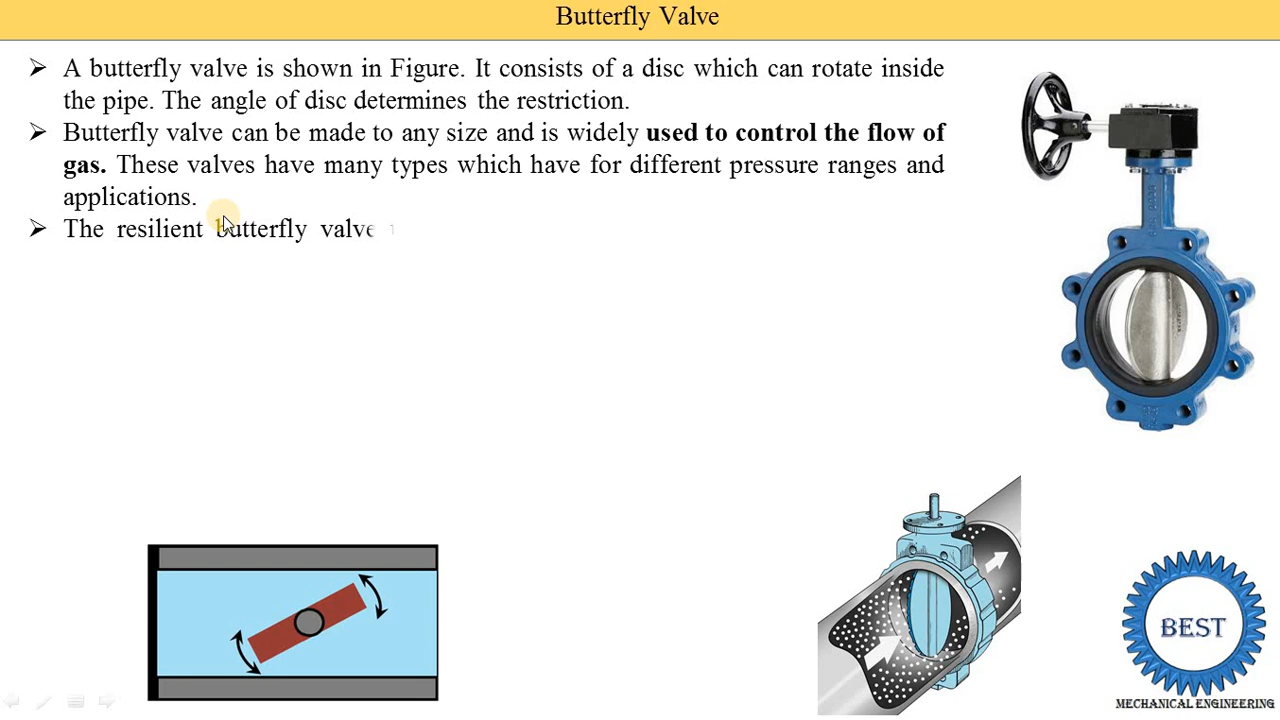 Butterfly Valve
➢ A butterfly valve is shown in Figure. It consists of a disc which can rotate inside
the pipe. The angle of disc determines the restriction.
➢ Butterfly valve can be made to any size and is widely used to control the flow of
gas. These valves have many types which have for different pressure ranges and
applications.
➢ The resilient butterfly valve
BEST
MECHANICAL ENGINEERING